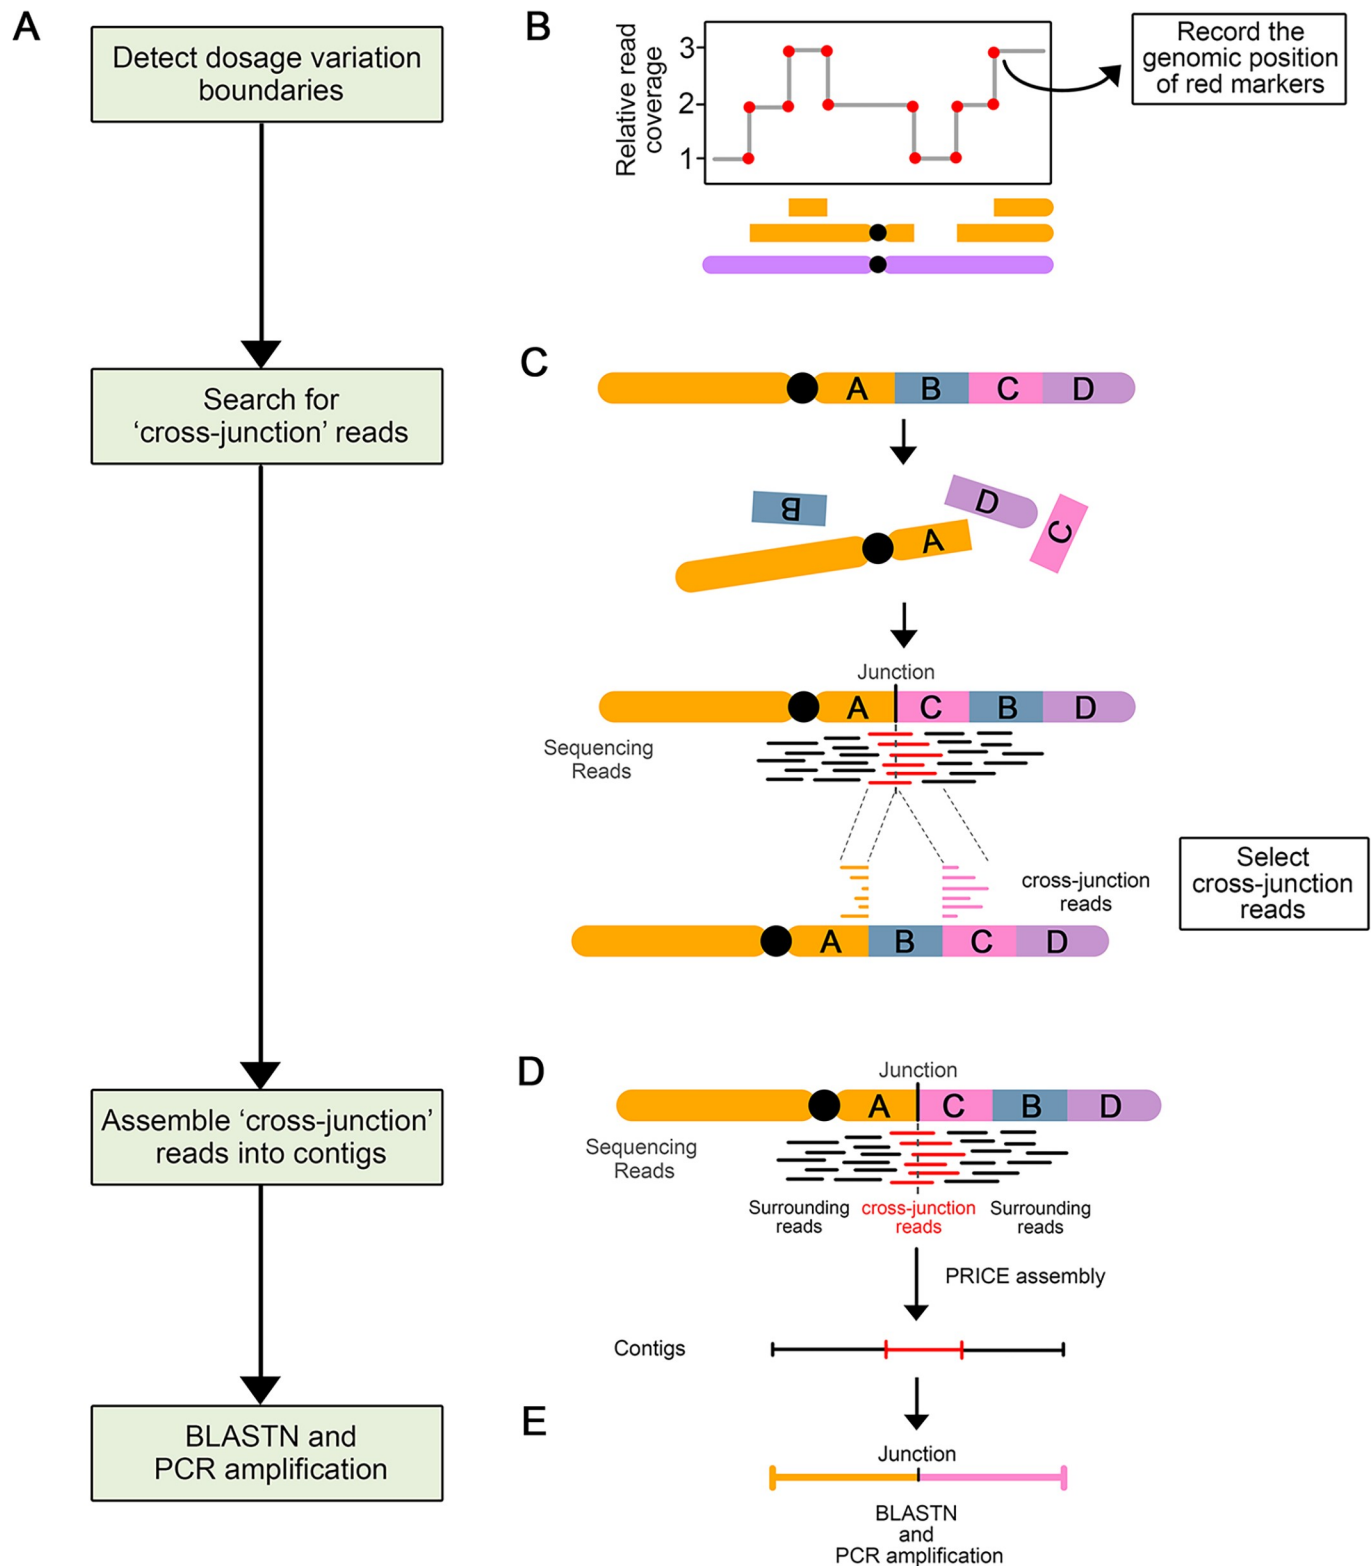 A
Detect dosage variation
boundaries
Search for
‘cross-junction’ reads
Assemble ‘cross-junction’
reads into contigs
BLASTN and
PCR amplification
B
Relative read
coverage
3
2
1
Record the
genomic position
of red markers
C
A B C D
B
A
D
C
Junction
A C B D
Sequencing
Reads
cross-junction
reads
Select
cross-junction
reads
A B C D
D
Junction
A C B D
Sequencing
Reads
Surrounding
reads
cross-junction
reads
Surrounding
reads
PRICE assembly
Contigs
E
Junction
BLASTN
and
PCR amplification